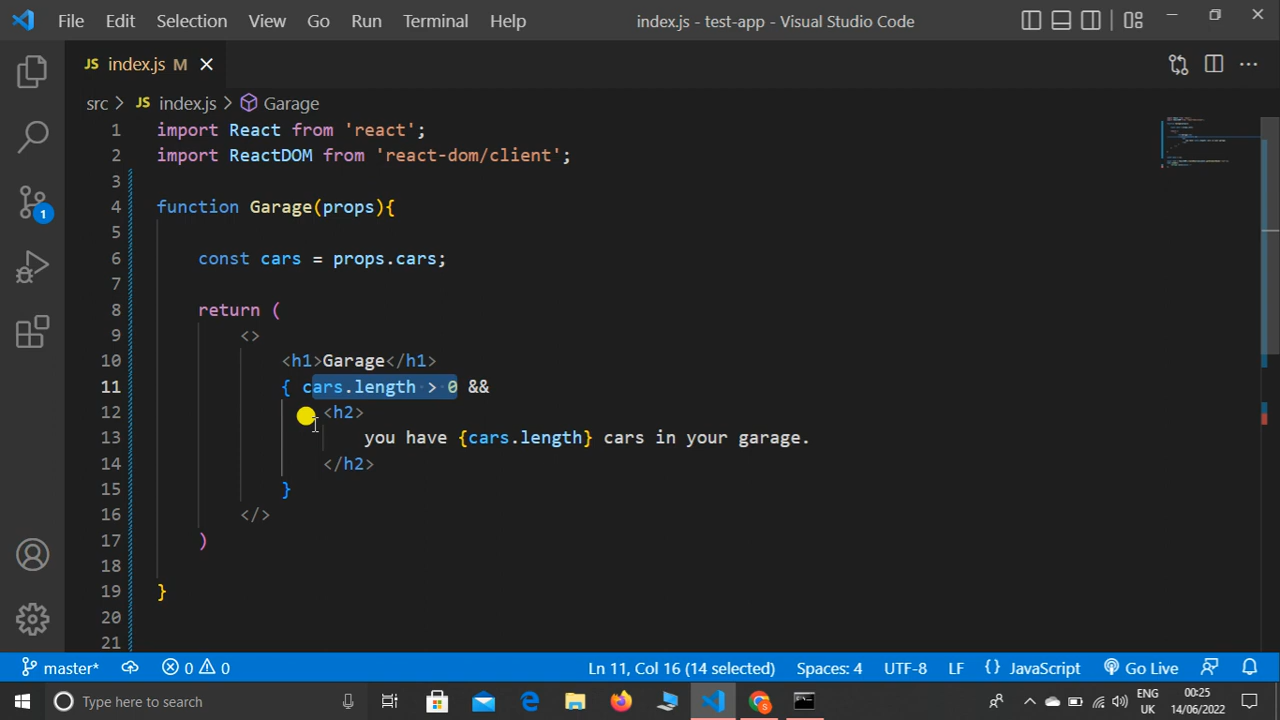 File Edit Selection View Go Run Terminal Help index.js - test-app - Visual Studio Code
JS index.js M
src > JS index.js > Garage
1 import React from 'react';
2 import ReactDOM from 'react-dom/client';
3
4 function Garage(props){
5
6 const cars = props.cars;
7
8 return (
9 <>
10 <h1>Garage</h1>
11 { cars.length > 0 &&
12 <h2>
13 you have {cars.length} cars in your garage.
14 </h2>
15 }
16 </>
17 )
18
19 }
20
21
1
master* 0 0 Ln 11, Col 16 (14 selected) Spaces: 4 UTF-8 LF {} JavaScript Go Live
Type here to search ENG 00:25
UK 14/06/2022